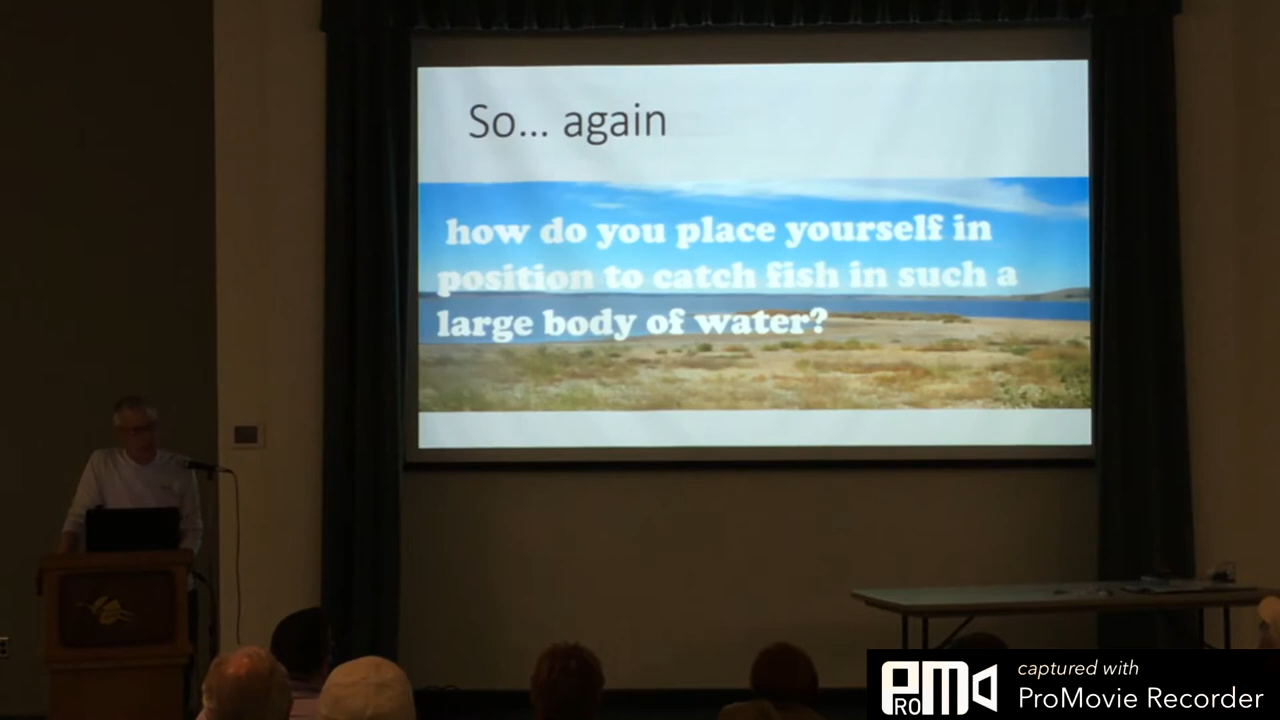 So... again
how do you place yourself in
position to catch fish in such a
large body of water?
PROM
captured with
ProMovie Recorder